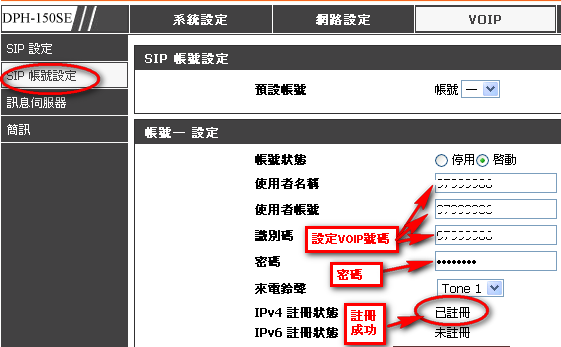 DPH-150SE
系統設定 網路設定 VOIP
SIP 設定
SIP 帳號設定
訊息伺服器
簡訊
SIP 帳號設定
預設帳號 帳號 一
帳號一 設定
帳號狀態 停用 啓動
使用者名稱
使用者帳號
識別碼
設定VOIP號碼
密碼 ••••••••
密碼
來電鈴聲 Tone 1
IPv4 註冊狀態 已註冊
IPv6 註冊狀態 未註冊
註冊
成功